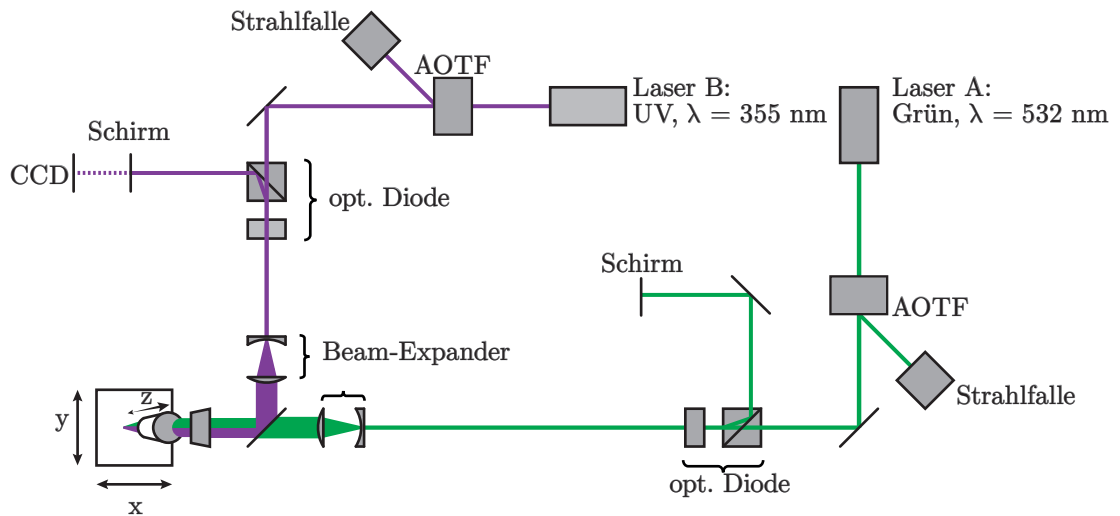 Strahlfalle
AOTF
Laser B:
UV, λ = 355 nm
Laser A:
Grün, λ = 532 nm
Schirm
CCD
opt. Diode
Schirm
AOTF
Beam-Expander
Strahlfalle
z
y
x
opt. Diode